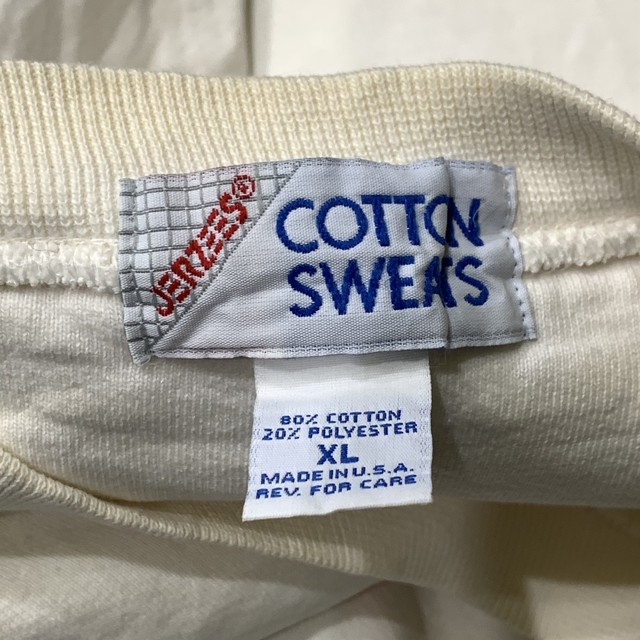 JERZEES®
COTTON
SWEATS
80% COTTON
20% POLYESTER
XL
MADE IN U.S.A.
REV. FOR CARE